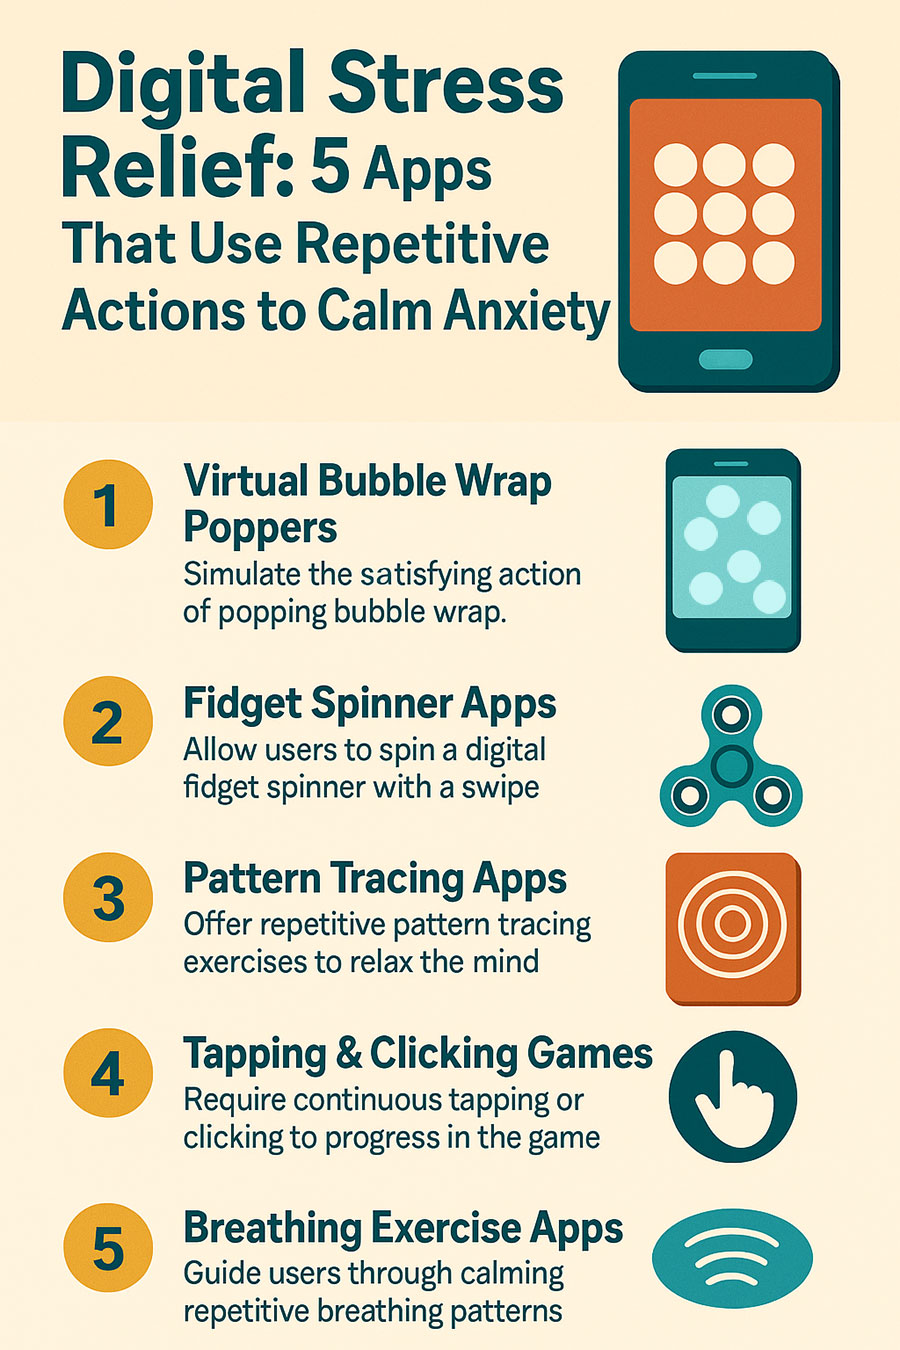 Digital Stress
Relief: 5 Apps
That Use Repetitive
Actions to Calm Anxiety
1
Virtual Bubble Wrap
Poppers
Simulate the satisfying action
of popping bubble wrap.
2
Fidget Spinner Apps
Allow users to spin a digital
fidget spinner with a swipe
3
Pattern Tracing Apps
Offer repetitive pattern tracing
exercises to relax the mind
4
Tapping & Clicking Games
Require continuous tapping or
clicking to progress in the game
5
Breathing Exercise Apps
Guide users through calming
repetitive breathing patterns